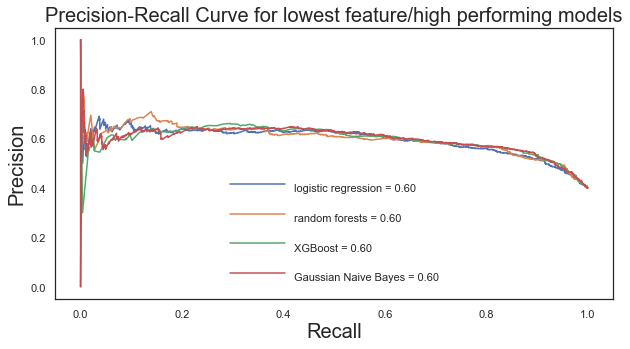 Precision-Recall Curve for lowest feature/high performing models
Precision
1.0
0.8
0.6
0.4
0.2
0.0
logistic regression = 0.60
random forests = 0.60
XGBoost = 0.60
Gaussian Naive Bayes = 0.60
0.0 0.2 0.4 0.6 0.8 1.0
Recall